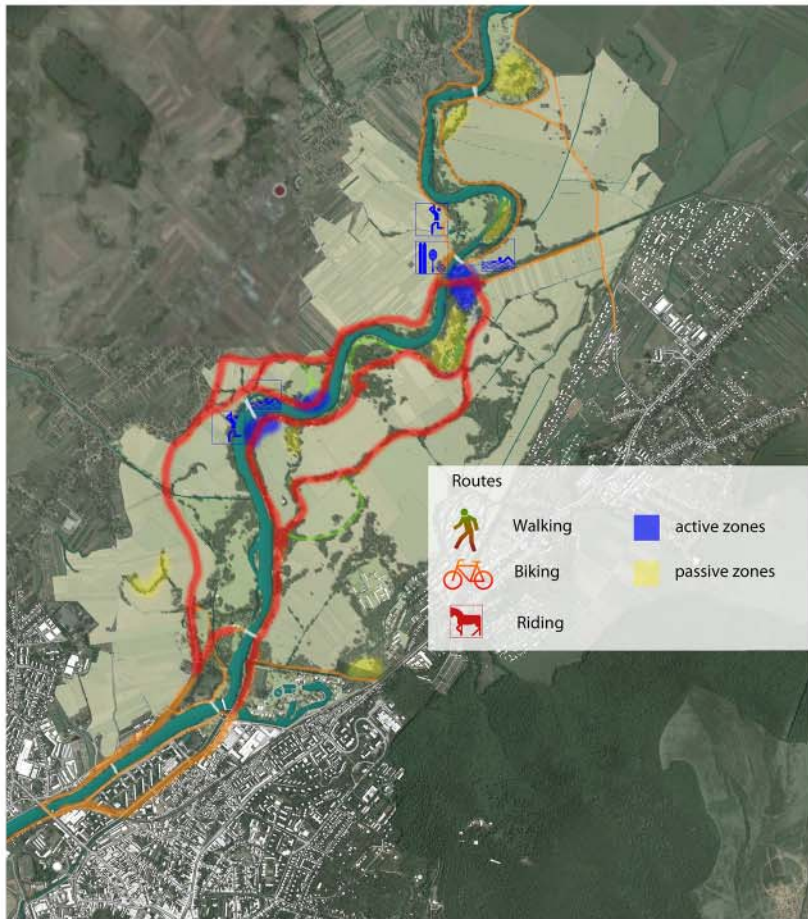 Routes
Walking
active zones
Biking
passive zones
Riding